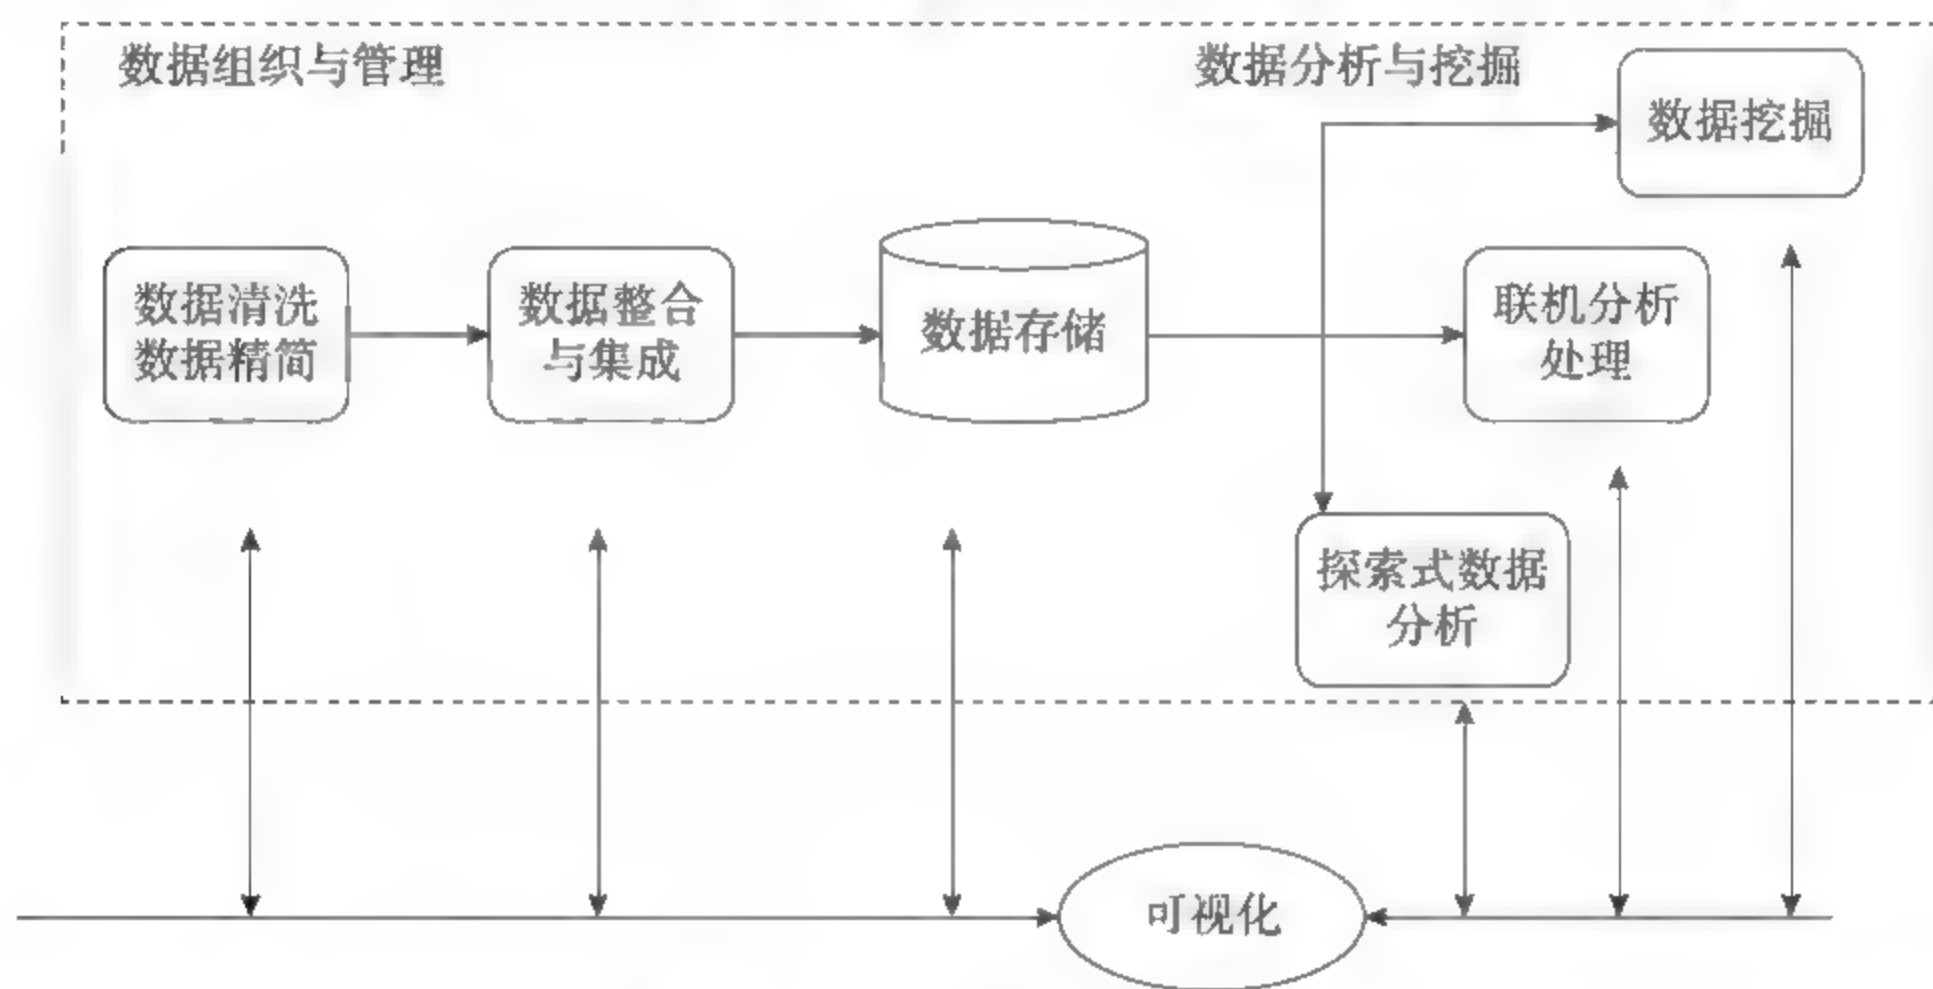 数据组织与管理
数据分析与挖掘
数据挖掘
数据清洗
数据精简
数据整合
与集成
数据存储
联机分析
处理
探索式数据
分析
可视化